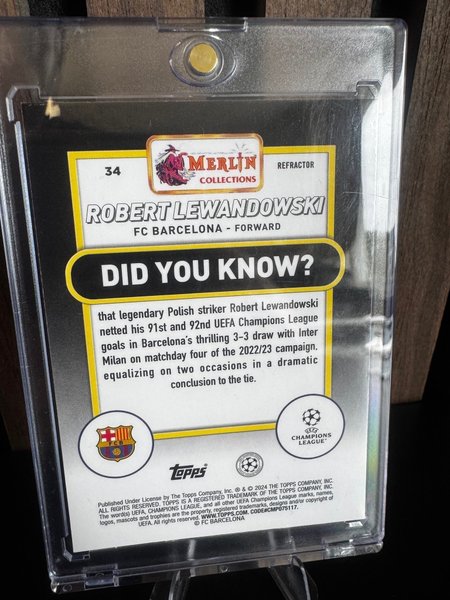 34
MERLIN
COLLECTIONS
REFRACTOR
ROBERT LEWANDOWSKI
FC BARCELONA - FORWARD
DID YOU KNOW?
that legendary Polish striker Robert Lewandowski
netted his 91st and 92nd UEFA Champions League
goals in Barcelona's thrilling 3-3 draw with Inter
Milan on matchday four of the 2022/23 campaign,
equalizing on two occasions in a dramatic
conclusion to the tie.
FCB
UEFA
CHAMPIONS
LEAGUE
topps
Published Under License by The Topps Company, Inc. ® & © 2024 THE TOPPS COMPANY, INC.
ALL RIGHTS RESERVED. TOPPS IS A REGISTERED TRADEMARK OF THE TOPPS COMPANY, INC.
The word(s) UEFA, CHAMPIONS LEAGUE, and all other UEFA Champions League marks, names,
logos, mascots and trophies are the property, registered trademarks, designs and/or copyright of
UEFA. All rights reserved. WWW.TOPPS.COM. CODE#CMP075117.
© FC BARCELONA